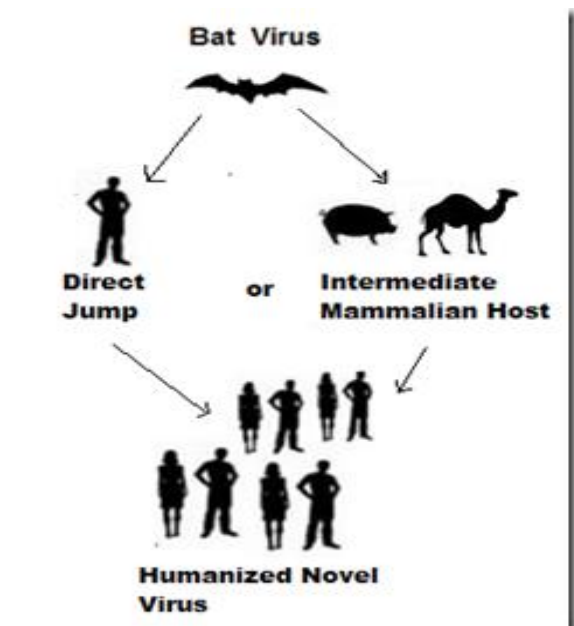 Bat Virus
Direct
Jump
or
Intermediate
Mammalian Host
Humanized Novel
Virus